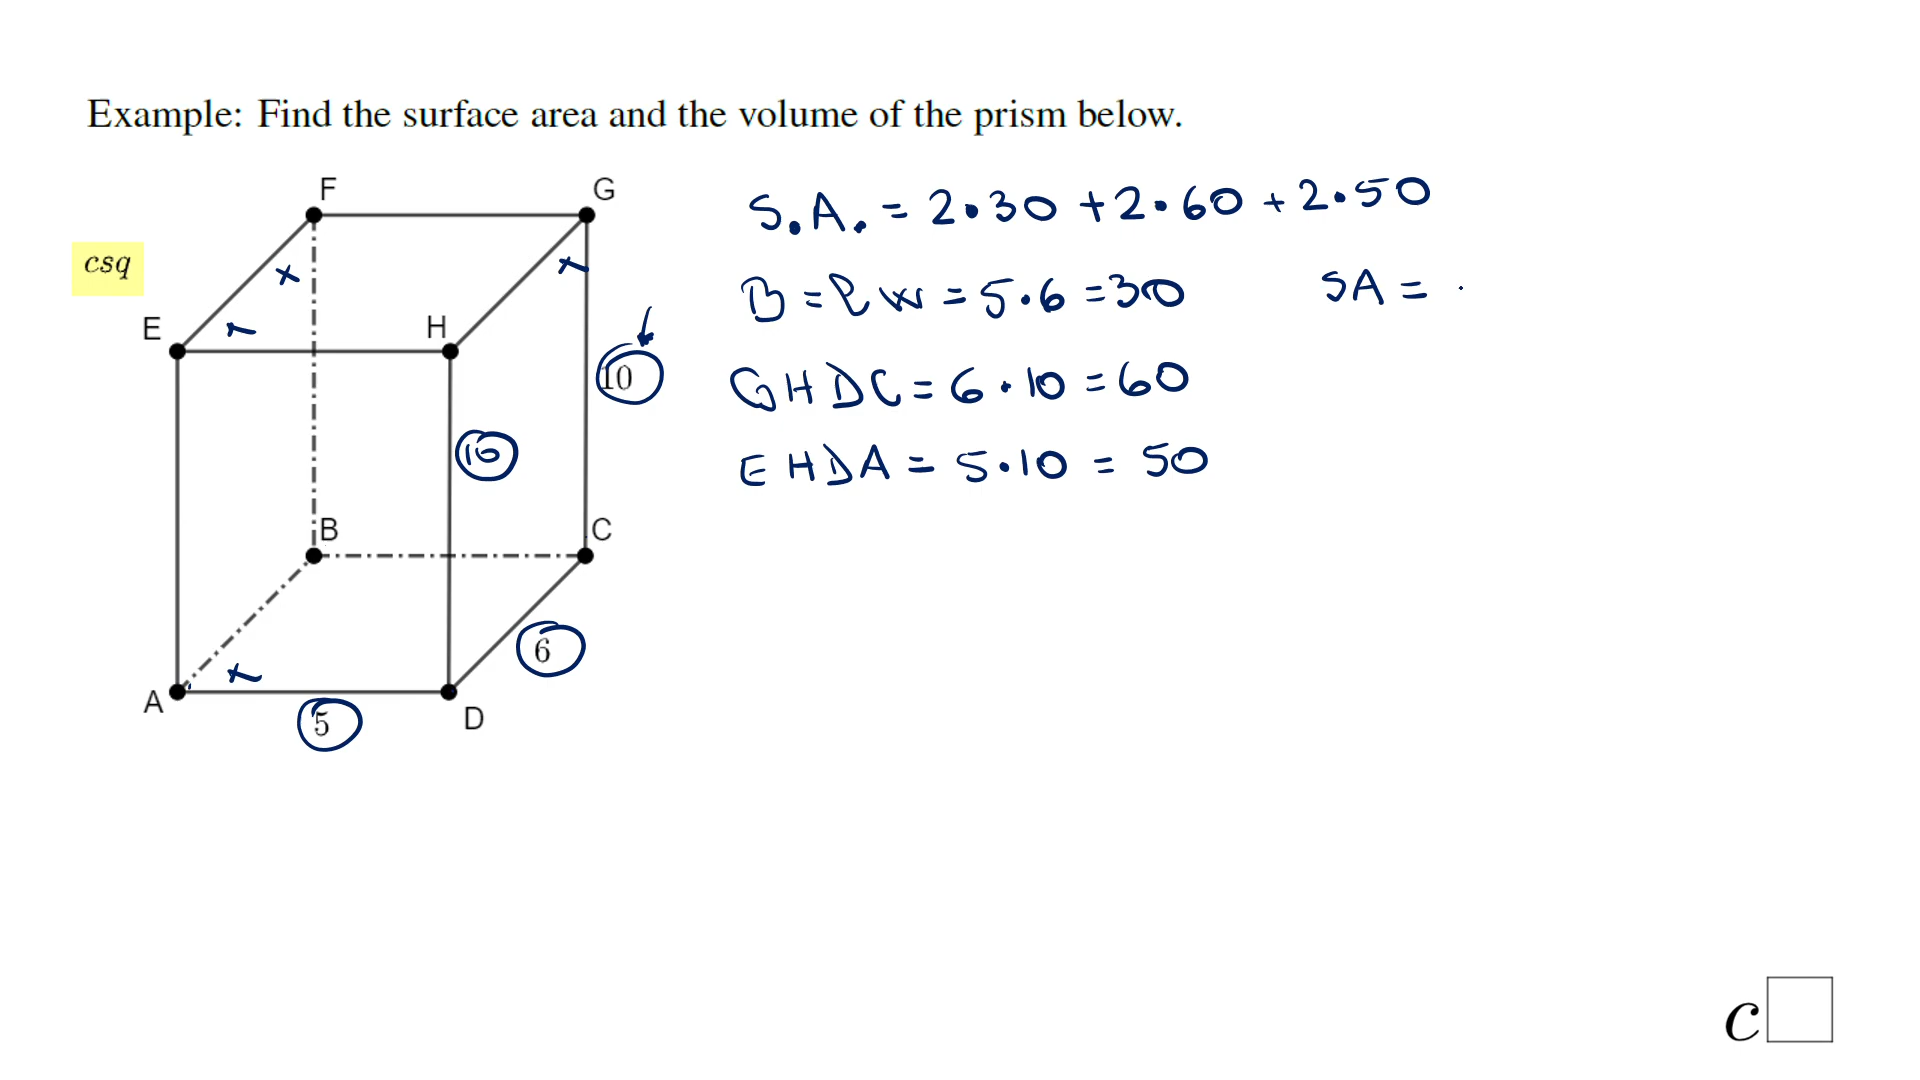 Example: Find the surface area and the volume of the prism below.
F
G
csq
E
H
10
10
B
C
6
A
5
D
S.A. = 2·30 + 2·60 + 2·50
B = l w = 5·6 = 30
SA =
GHDC = 6·10 = 60
EHDA = 5·10 = 50
c